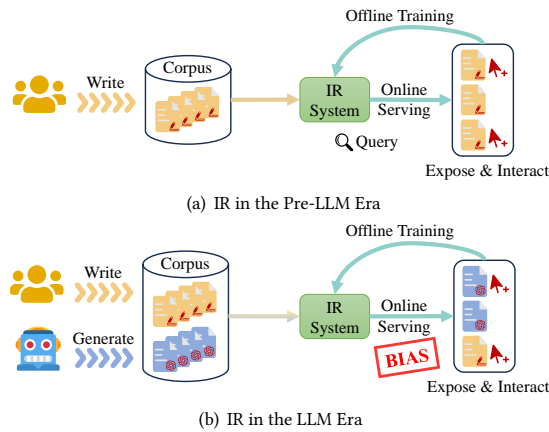 Offline Training
Write
Corpus
IR
System
Online
Serving
Query
Expose & Interact
(a) IR in the Pre-LLM Era
Offline Training
Write
Corpus
Generate
IR
System
Online
Serving
BIAS
Expose & Interact
(b) IR in the LLM Era